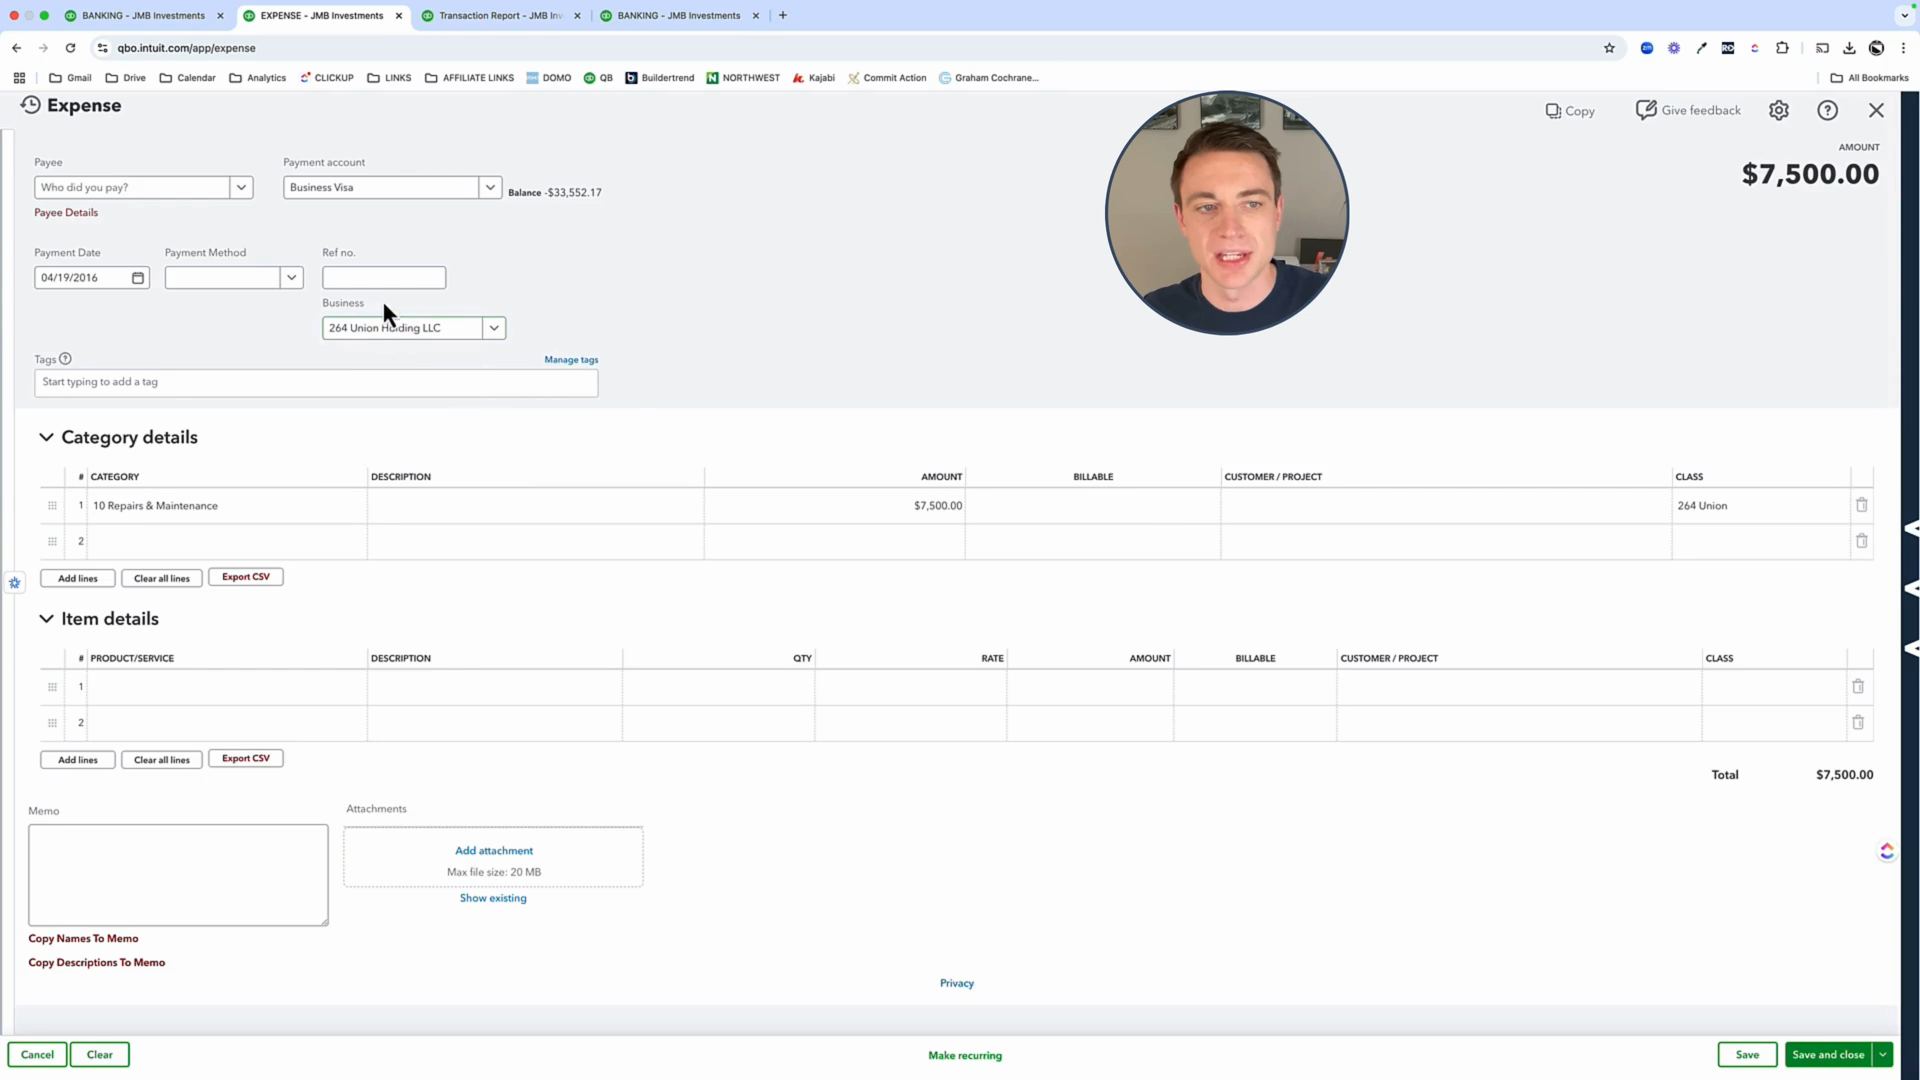 BANKING - JMB Investments
EXPENSE - JMB Investments
Transaction Report - JMB Inv
BANKING - JMB Investments
qbo.intuit.com/app/expense
Gmail
Drive
Calendar
Analytics
CLICKUP
LINKS
AFFILIATE LINKS
DOMO
QB
Buildertrend
NORTHWEST
Kajabi
Commit Action
Graham Cochrane...
All Bookmarks
Expense
Copy
Give feedback
Payee
Payment account
AMOUNT
Who did you pay?
Business Visa
Balance -$33,552.17
$7,500.00
Payee Details
Payment Date
Payment Method
Ref no.
04/19/2016
Business
264 Union Holding LLC
Tags
Manage tags
Start typing to add a tag
Category details
# CATEGORY DESCRIPTION AMOUNT BILLABLE CUSTOMER / PROJECT CLASS
1 10 Repairs & Maintenance $7,500.00 264 Union
2
Add lines
Clear all lines
Export CSV
Item details
# PRODUCT/SERVICE DESCRIPTION QTY RATE AMOUNT BILLABLE CUSTOMER / PROJECT CLASS
1
2
Add lines
Clear all lines
Export CSV
Total $7,500.00
Memo
Attachments
Add attachment
Max file size: 20 MB
Show existing
Copy Names To Memo
Copy Descriptions To Memo
Privacy
Cancel
Clear
Make recurring
Save
Save and close